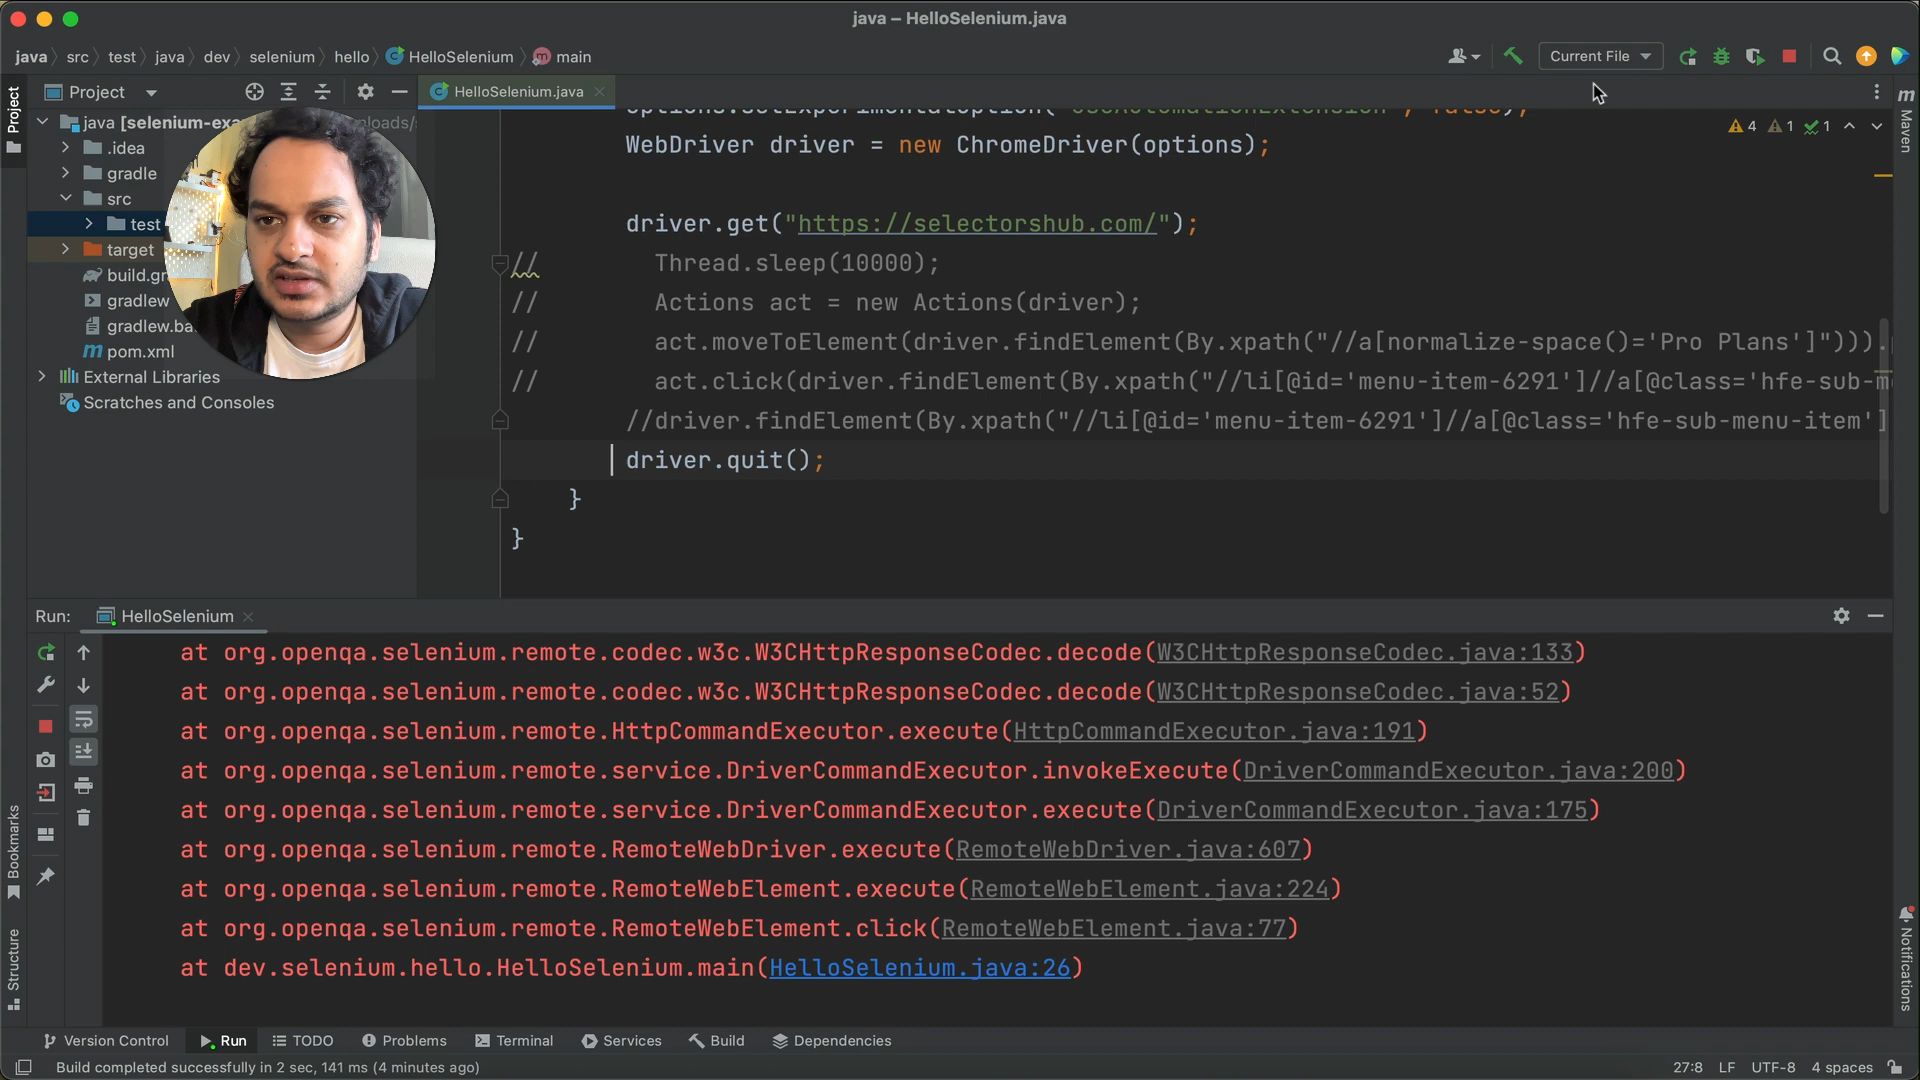 java – HelloSelenium.java
java src test java dev selenium hello HelloSelenium main
Current File
Project
HelloSelenium.java
java [selenium-exa
.idea
gradle
src
test
target
build.gr
gradlew
gradlew.ba
pom.xml
External Libraries
Scratches and Consoles
4 1 1
WebDriver driver = new ChromeDriver(options);
driver.get("https://selectorshub.com/");
// Thread.sleep(10000);
// Actions act = new Actions(driver);
// act.moveToElement(driver.findElement(By.xpath("//a[normalize-space()='Pro Plans']"))).
// act.click(driver.findElement(By.xpath("//li[@id='menu-item-6291']//a[@class='hfe-sub-m
//driver.findElement(By.xpath("//li[@id='menu-item-6291']//a[@class='hfe-sub-menu-item']
driver.quit();
}
}
Project
Bookmarks
Structure
Maven
Notifications
Run: HelloSelenium
at org.openqa.selenium.remote.codec.w3c.W3CHttpResponseCodec.decode(W3CHttpResponseCodec.java:133)
at org.openqa.selenium.remote.codec.w3c.W3CHttpResponseCodec.decode(W3CHttpResponseCodec.java:52)
at org.openqa.selenium.remote.HttpCommandExecutor.execute(HttpCommandExecutor.java:191)
at org.openqa.selenium.remote.service.DriverCommandExecutor.invokeExecute(DriverCommandExecutor.java:200)
at org.openqa.selenium.remote.service.DriverCommandExecutor.execute(DriverCommandExecutor.java:175)
at org.openqa.selenium.remote.RemoteWebDriver.execute(RemoteWebDriver.java:607)
at org.openqa.selenium.remote.RemoteWebElement.execute(RemoteWebElement.java:224)
at org.openqa.selenium.remote.RemoteWebElement.click(RemoteWebElement.java:77)
at dev.selenium.hello.HelloSelenium.main(HelloSelenium.java:26)
Version Control Run TODO Problems Terminal Services Build Dependencies
Build completed successfully in 2 sec, 141 ms (4 minutes ago)
27:8 LF UTF-8 4 spaces